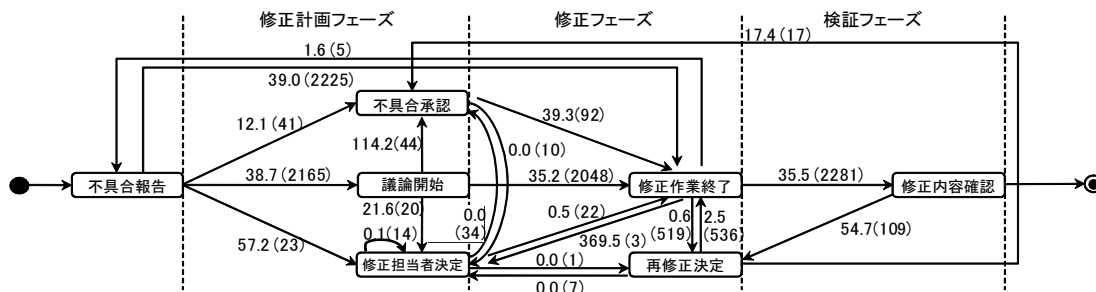 修正計画フェーズ
修正フェーズ
検証フェーズ
1.6 (5)
17.4 (17)
39.0 (2225)
不具合承認
12.1 (41)
39.3(92)
114.2(44)
0.0 (10)
不具合報告
38.7 (2165)
議論開始
35.2 (2048)
修正作業終了
35.5 (2281)
修正内容確認
21.6 (20)
0.0
(34)
0.1(14)
0.5 (22)
0.6
(519)
2.5
(536)
54.7(109)
57.2 (23)
369.5 (3)
修正担当者決定
0.0 (1)
再修正決定
0.0 (7)